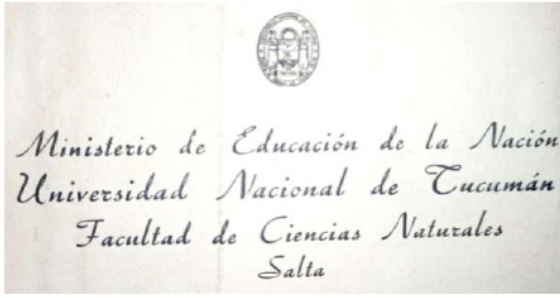 Ministerio de Educación de la Nación
Universidad Nacional de Tucumán
Facultad de Ciencias Naturales
Salta